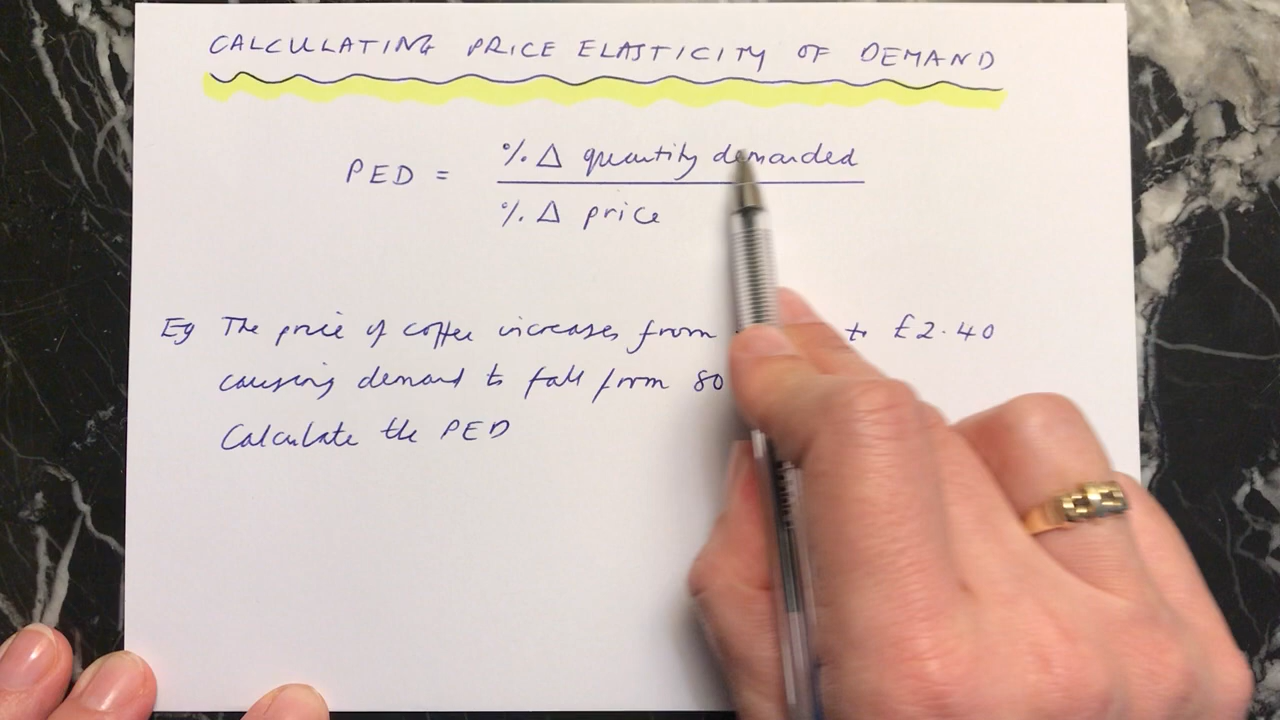 CALCULATING PRICE ELASTICITY OF DEMAND
PED = % Δ quantity demanded
% Δ price
Eg The price of coffee increases from to £2.40
causing demand to fall from 80
Calculate the PED